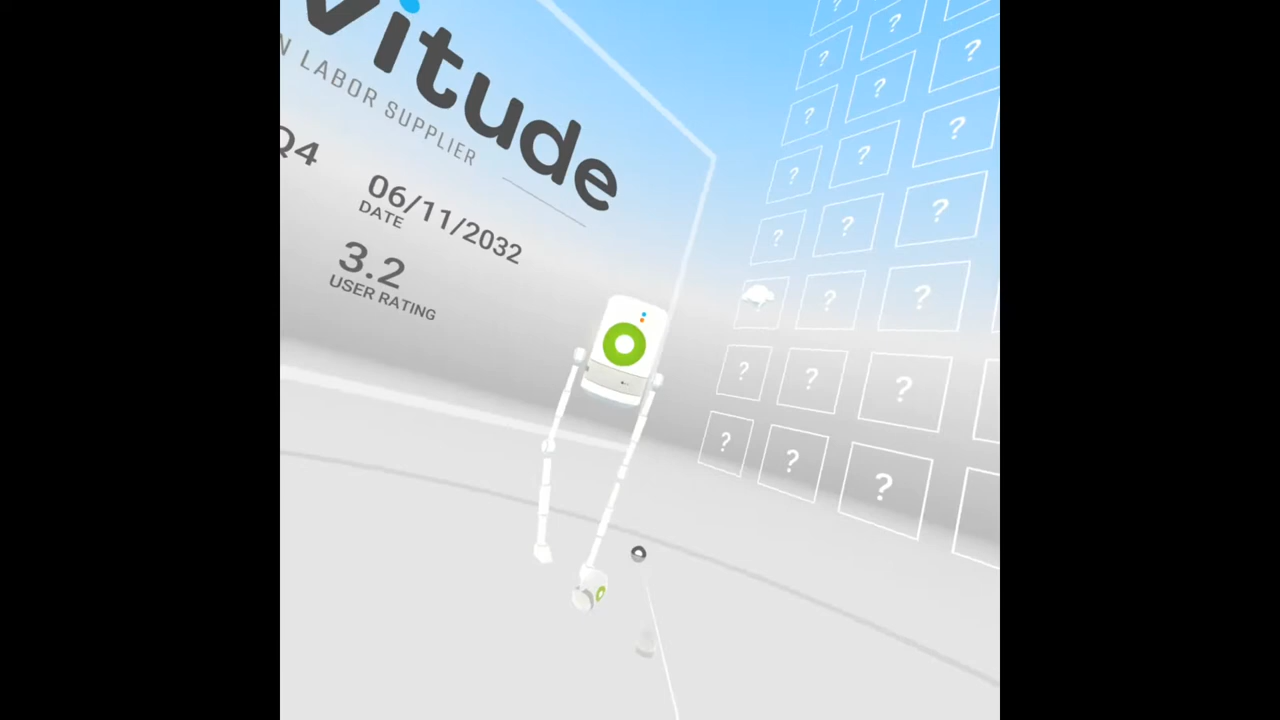 vitude
N LABOR SUPPLIER
Q4
06/11/2032
DATE
3.2
USER RATING
? ? ?
? ? ?
? ? ?
? ? ?
? ? ?
? ?
? ? ?
? ? ?